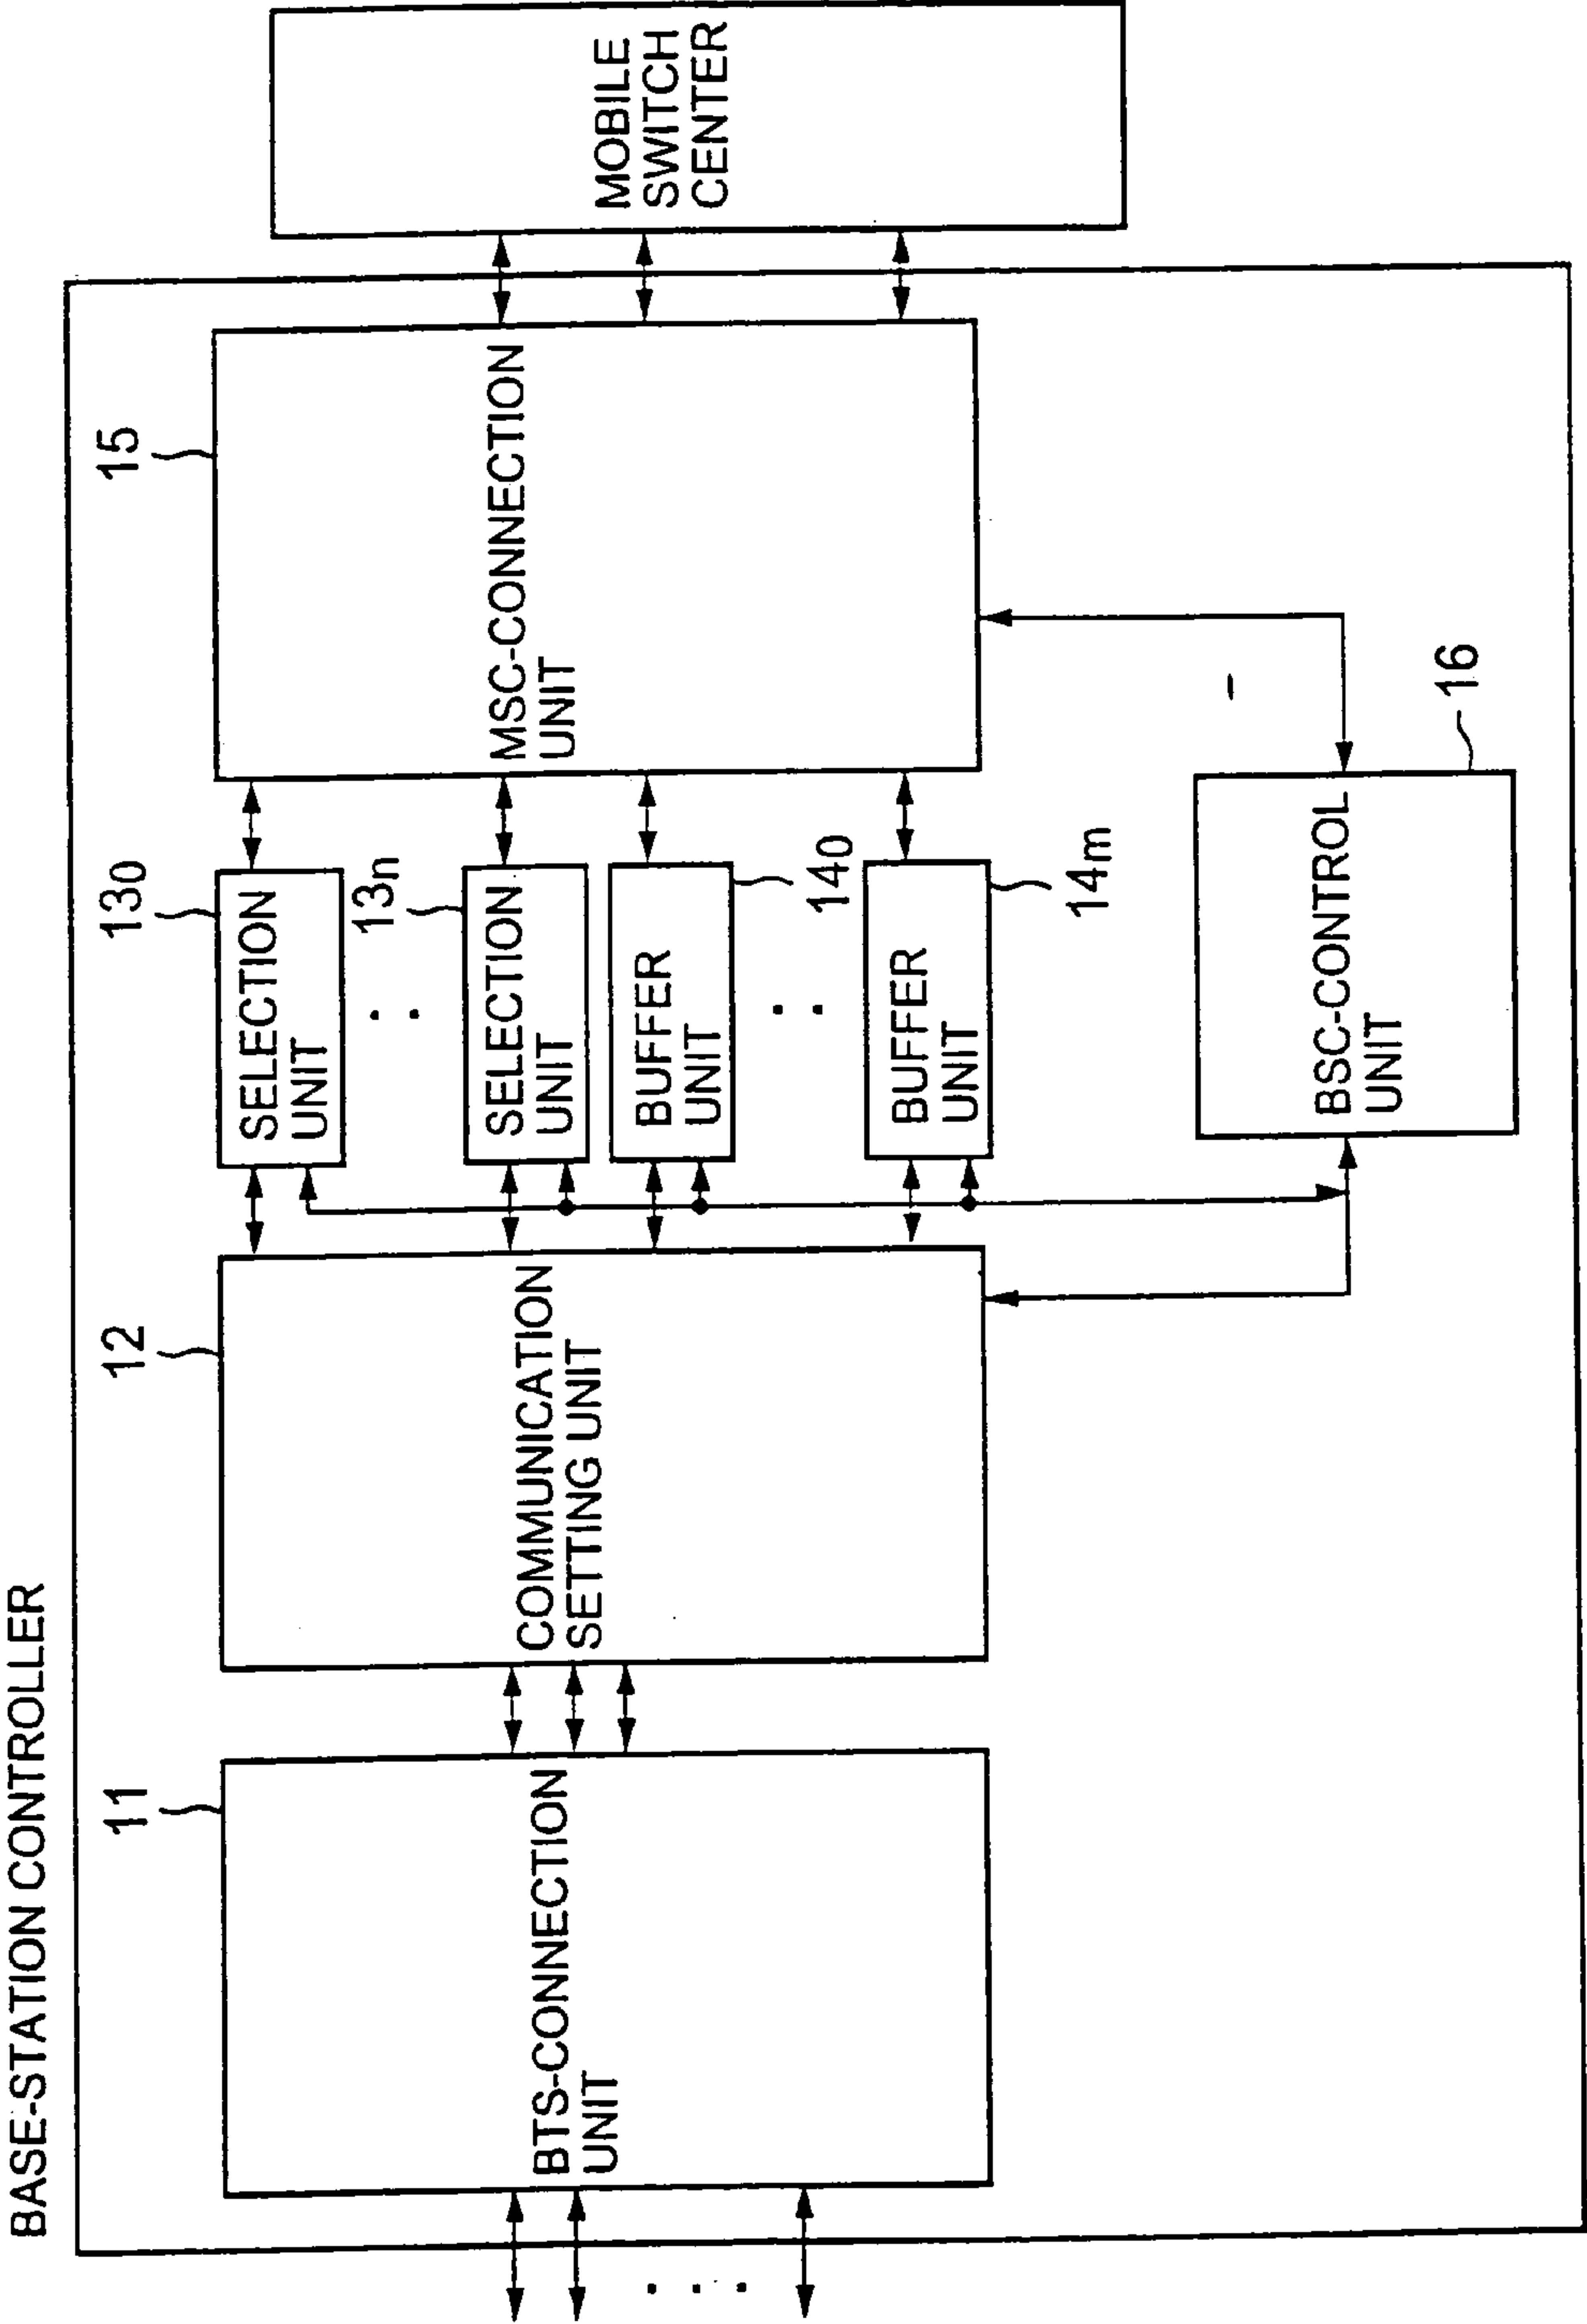 BASE-STATION CONTROLLER
11
BTS-CONNECTION
UNIT
12
COMMUNICATION
SETTING UNIT
130
SELECTION
UNIT
13n
SELECTION
UNIT
BUFFER
UNIT
140
BUFFER
UNIT
14m
15
MSC-CONNECTION
UNIT
BSC-CONTROL
UNIT
16
MOBILE
SWITCH
CENTER